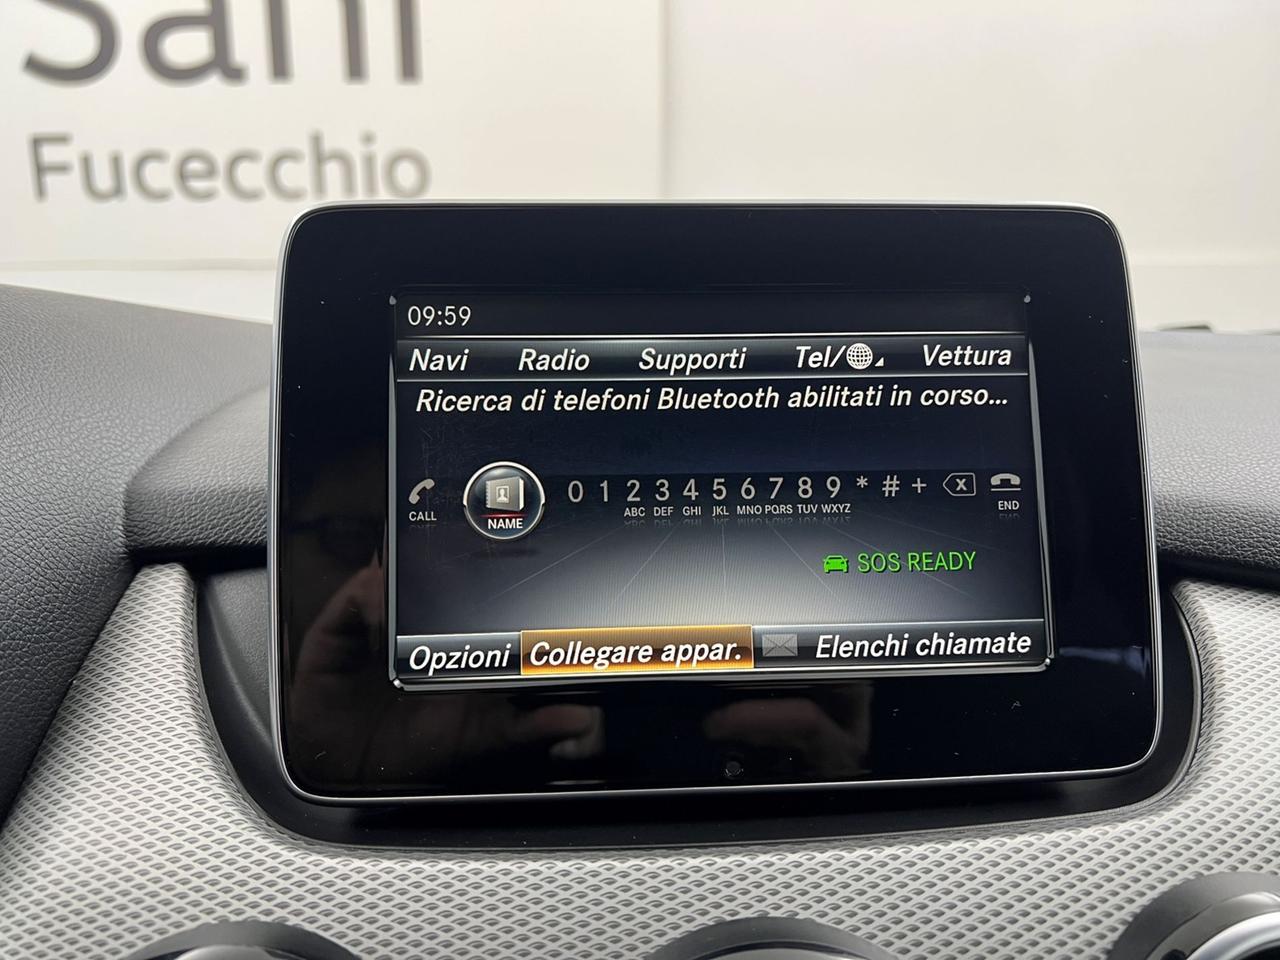 Sani
Fucecchio
09:59
Navi Radio Supporti Tel/ Vettura
Ricerca di telefoni Bluetooth abilitati in corso...
CALL NAME 0 1 2 3 4 5 6 7 8 9 * # + X END
ABC DEF GHI JKL MNO PQRS TUV WXYZ
SOS READY
Opzioni Collegare appar. Elenchi chiamate